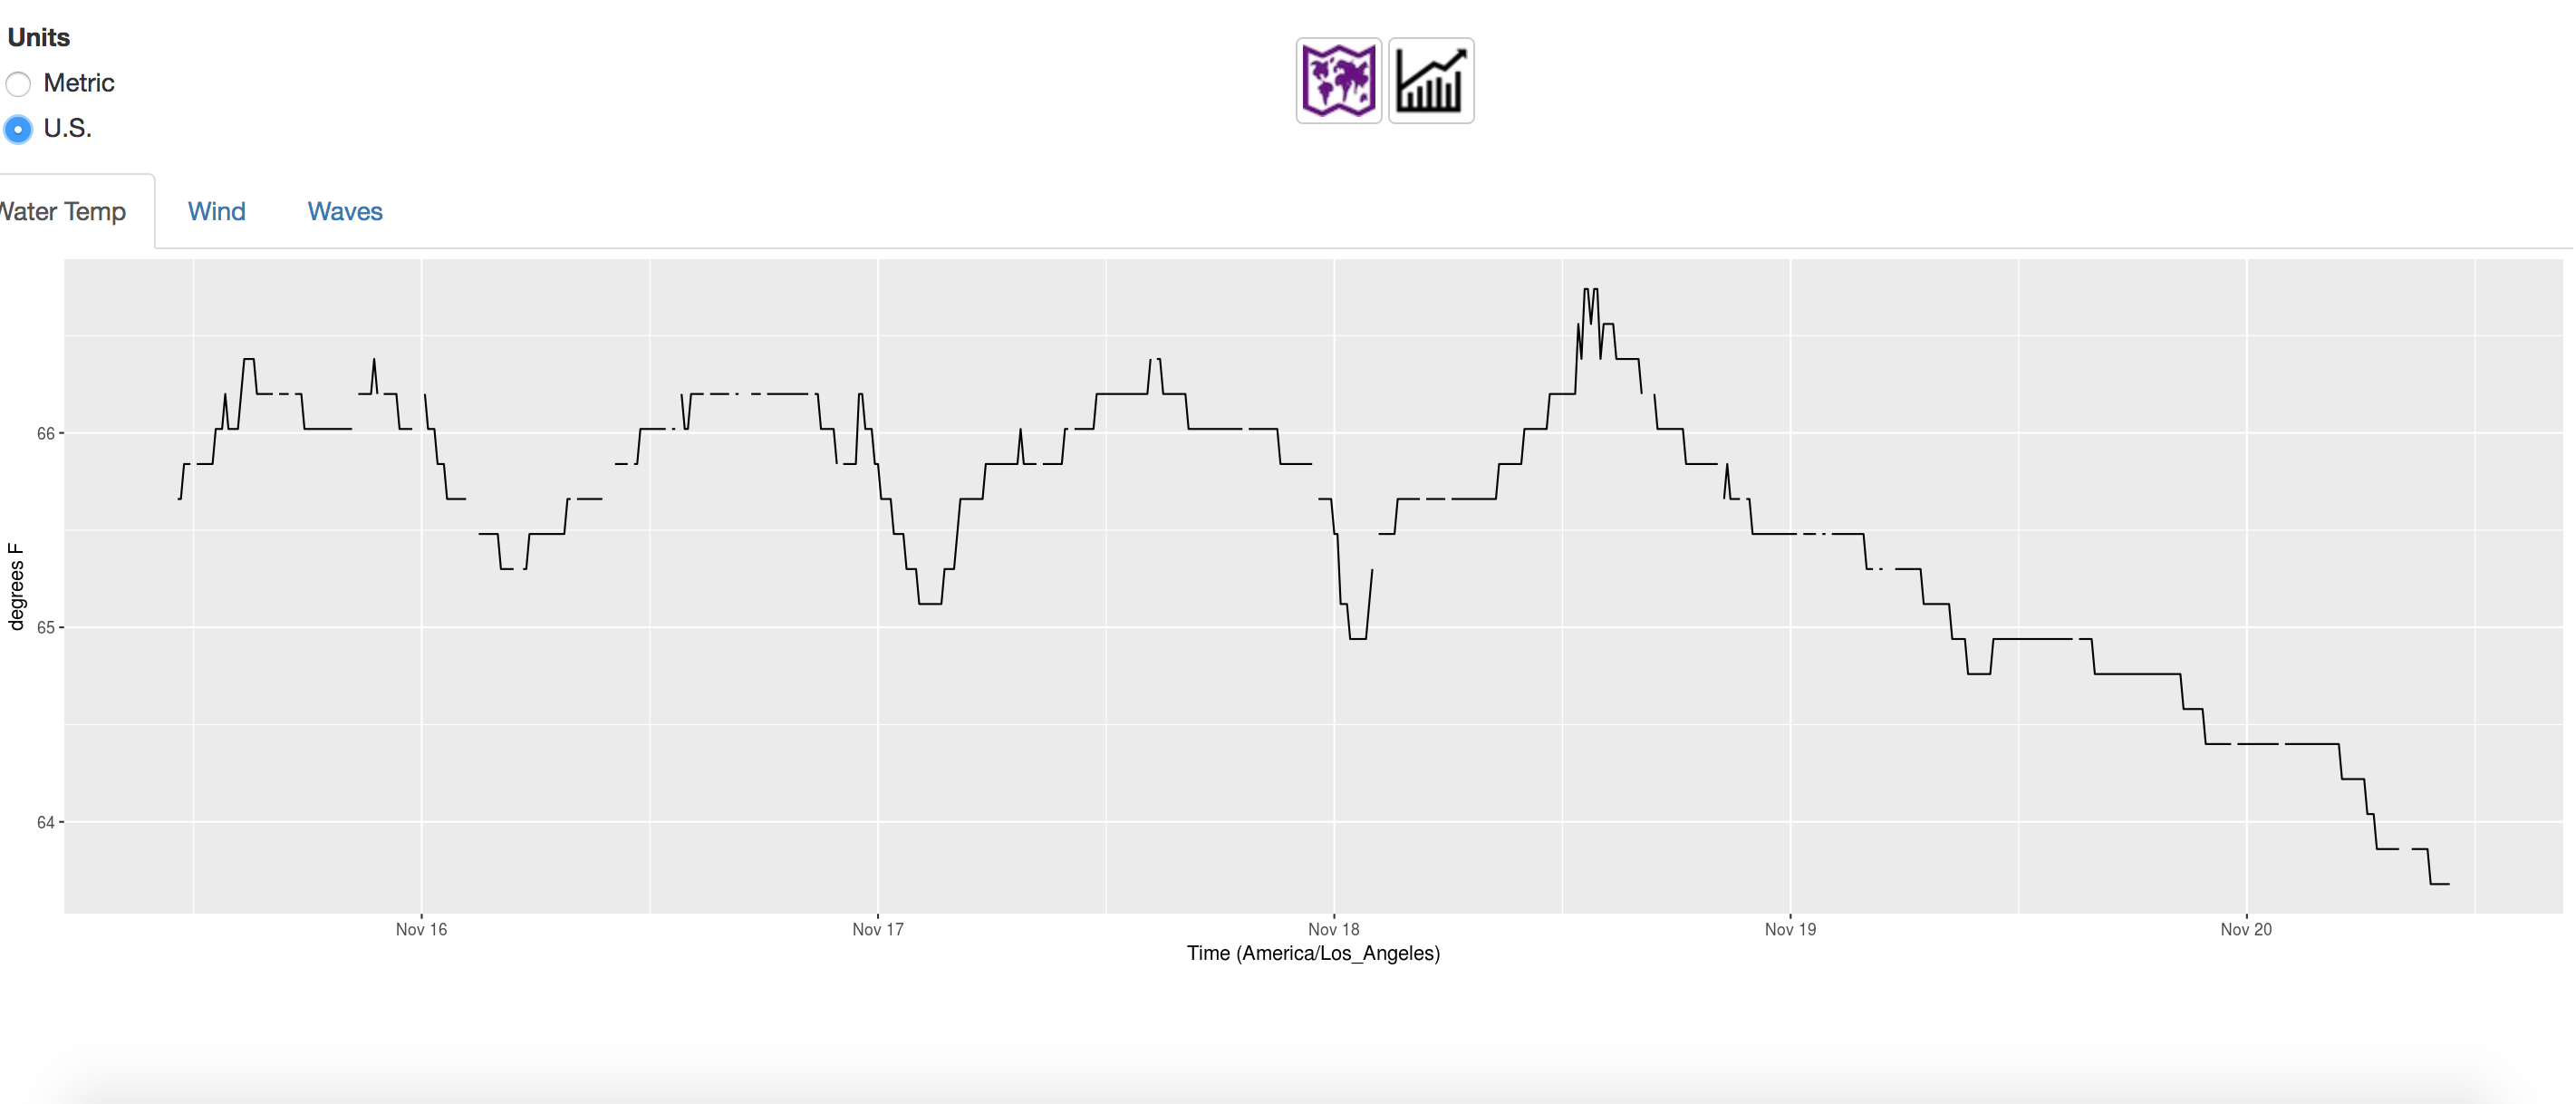 Units
Metric
U.S.
Water Temp Wind Waves
degrees F
66
65
64
Nov 16 Nov 17 Nov 18 Nov 19 Nov 20
Time (America/Los_Angeles)